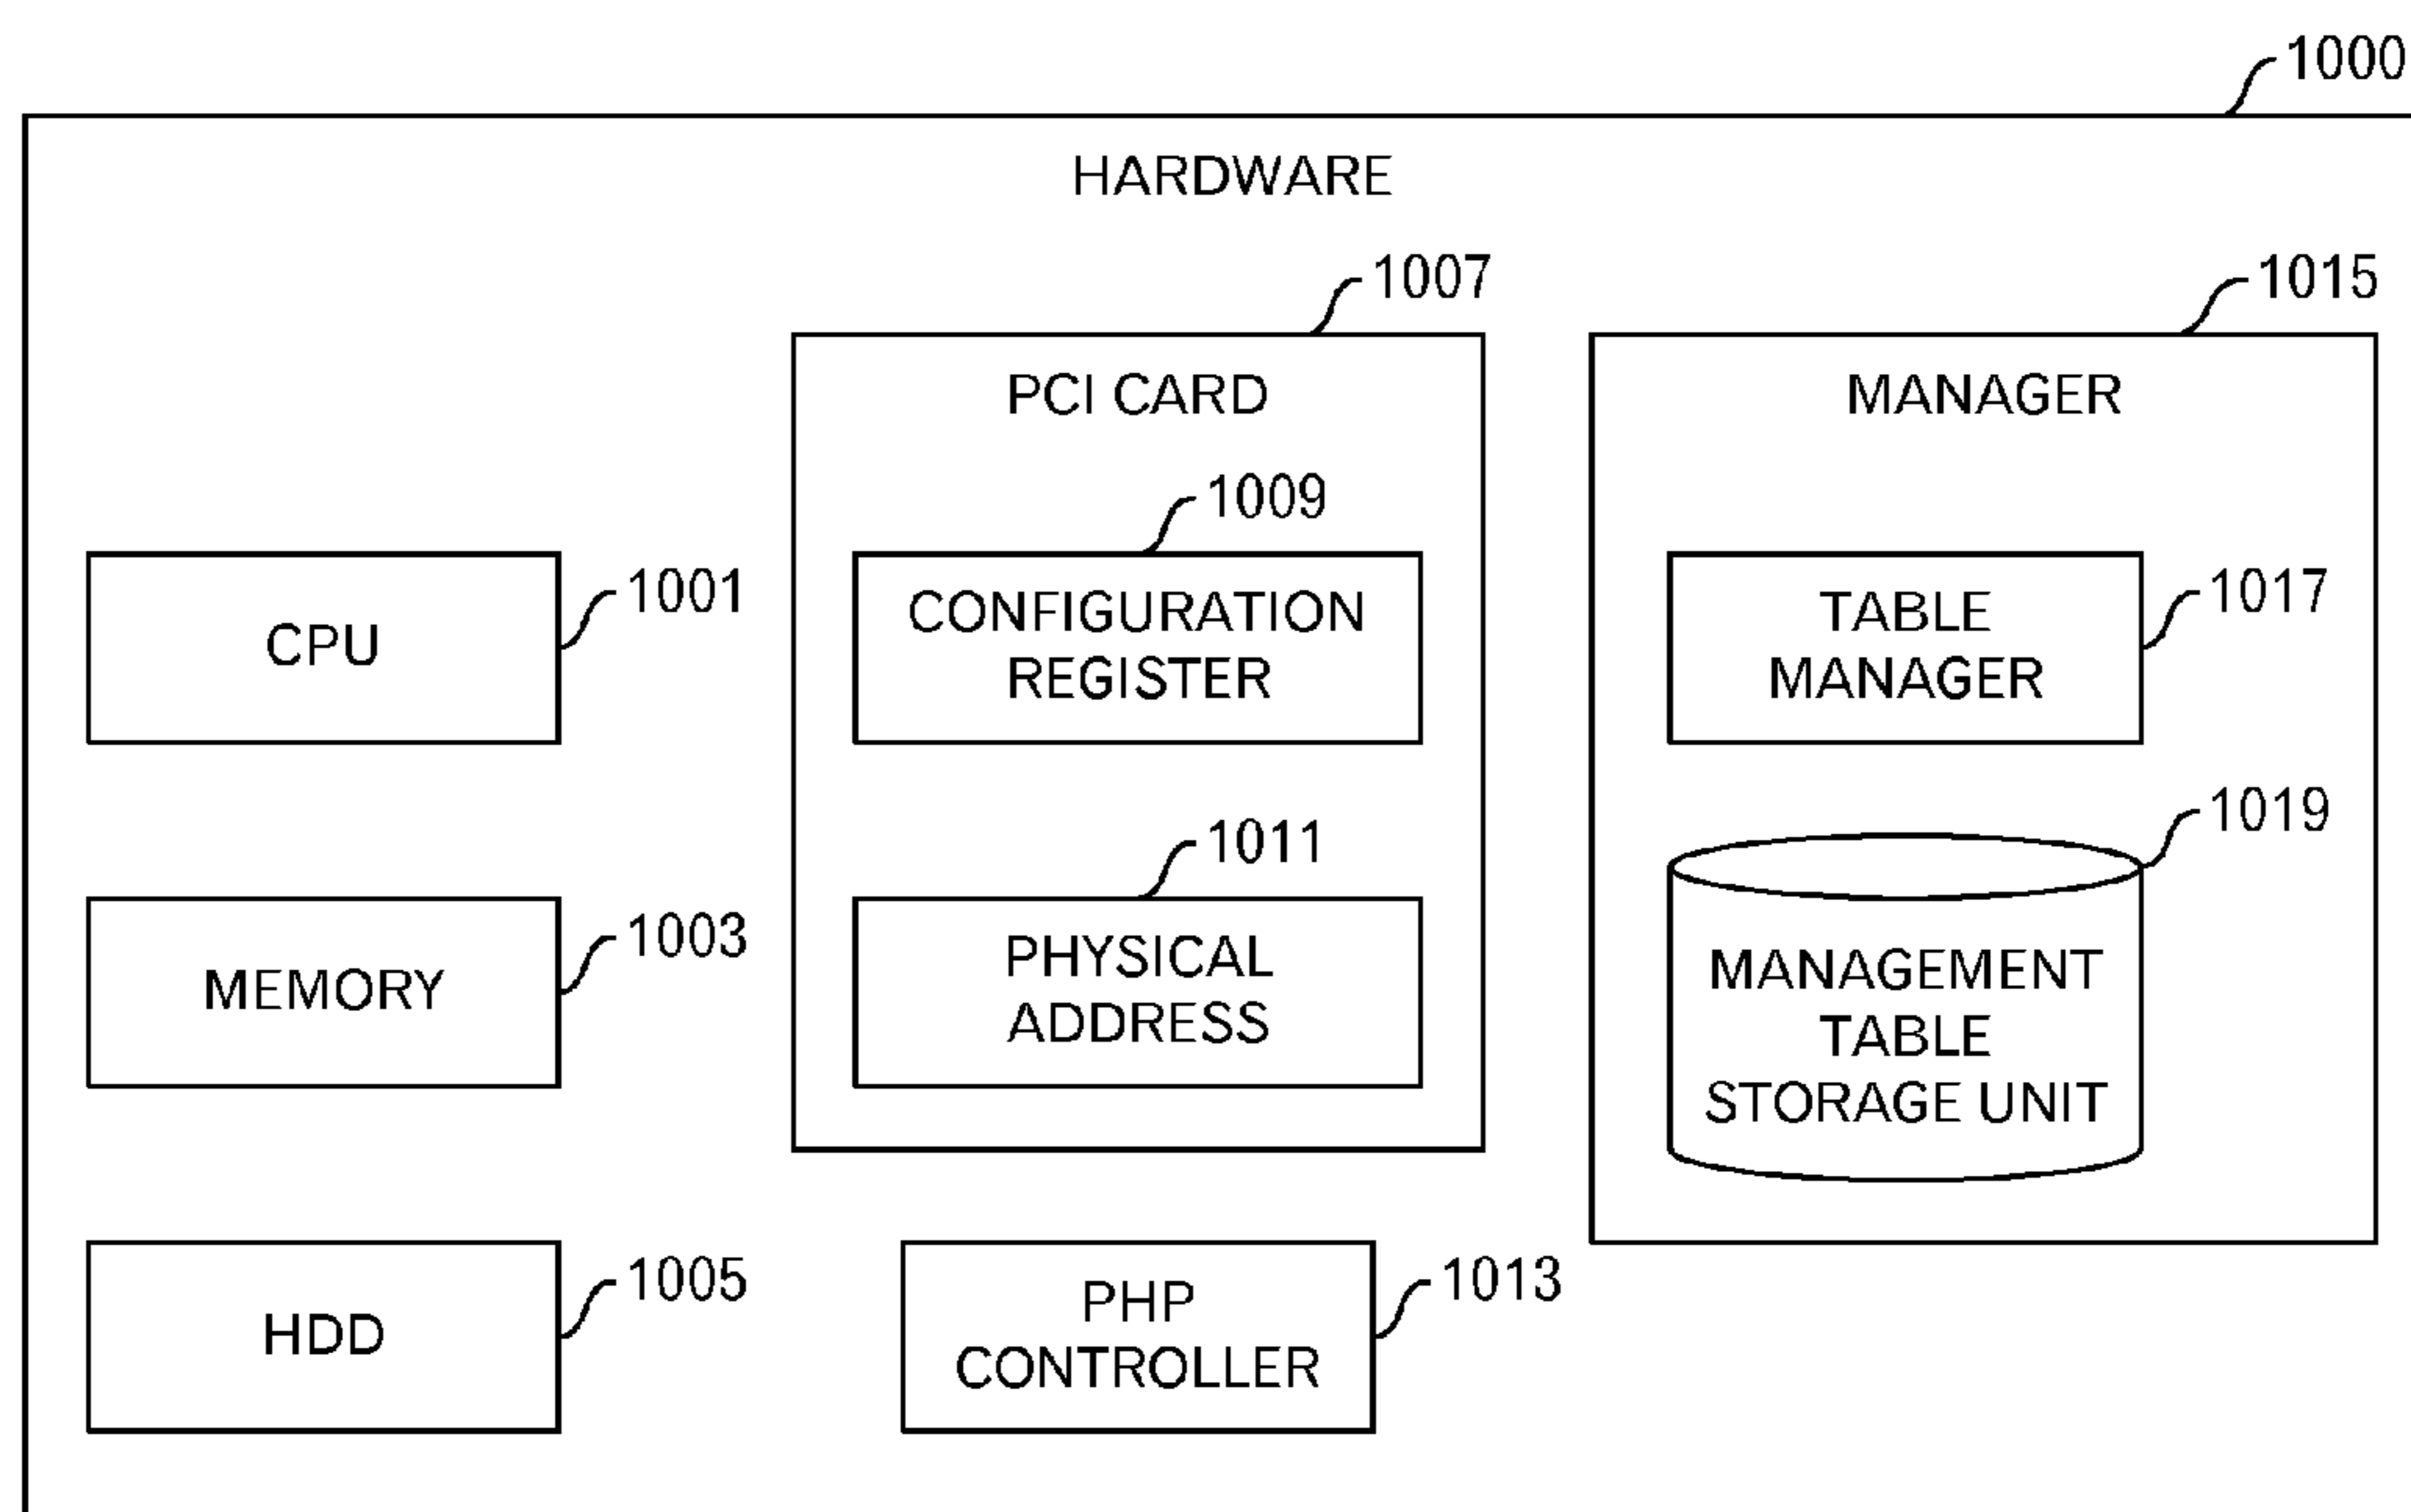 1000
HARDWARE
1007
1015
PCI CARD
MANAGER
1009
CONFIGURATION
REGISTER
1001
CPU
TABLE
MANAGER
1017
1011
PHYSICAL
ADDRESS
1003
MEMORY
1019
MANAGEMENT
TABLE
STORAGE UNIT
1005
HDD
1013
PHP
CONTROLLER